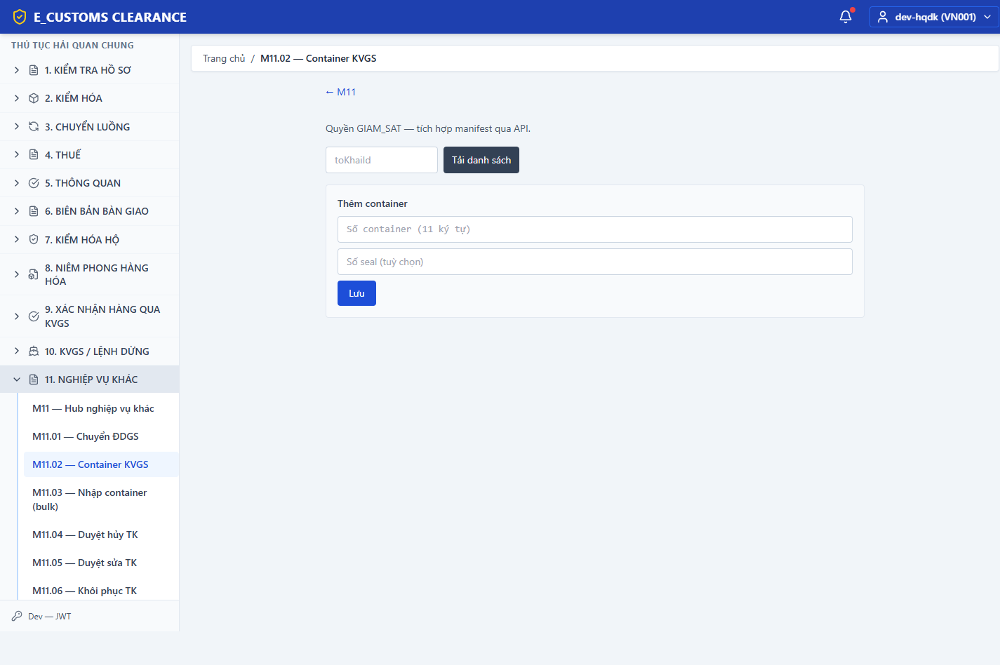 E_CUSTOMS CLEARANCE
dev-hqdk (VN001)
THỦ TỤC HẢI QUAN CHUNG
1. KIỂM TRA HỒ SƠ
2. KIỂM HÓA
3. CHUYỂN LUỒNG
4. THUẾ
5. THÔNG QUAN
6. BIÊN BẢN BÀN GIAO
7. KIỂM HÓA HỘ
8. NIÊM PHONG HÀNG
HÓA
9. XÁC NHẬN HÀNG QUA
KVGS
10. KVGS / LỆNH DỪNG
11. NGHIỆP VỤ KHÁC
M11 — Hub nghiệp vụ khác
M11.01 — Chuyển ĐDGS
M11.02 — Container KVGS
M11.03 — Nhập container
(bulk)
M11.04 — Duyệt hủy TK
M11.05 — Duyệt sửa TK
M11.06 — Khôi phục TK
Dev — JWT
Trang chủ / M11.02 — Container KVGS
← M11
Quyền GIAM_SAT — tích hợp manifest qua API.
toKhaiId
Tải danh sách
Thêm container
Số container (11 ký tự)
Số seal (tuỳ chọn)
Lưu